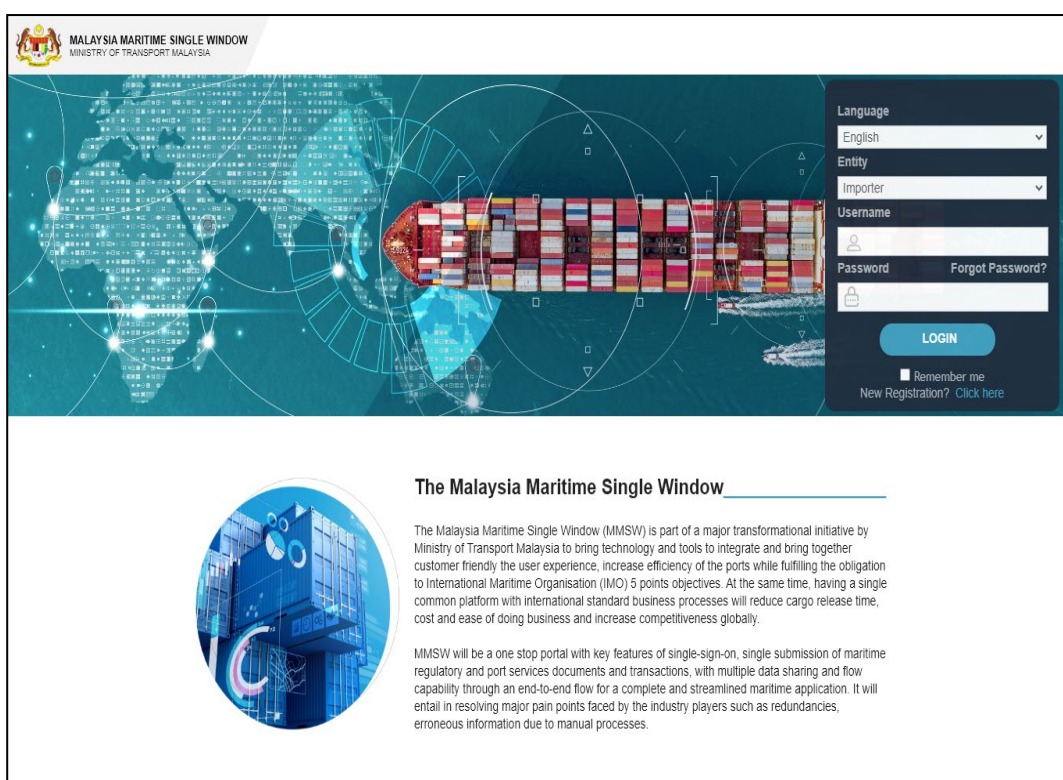 MALAYSIA MARITIME SINGLE WINDOW
MINISTRY OF TRANSPORT MALAYSIA
Language
English
Entity
Importer
Username
Password Forgot Password?
LOGIN
Remember me
New Registration? Click here
The Malaysia Maritime Single Window
The Malaysia Maritime Single Window (MMSW) is part of a major transformational initiative by
Ministry of Transport Malaysia to bring technology and tools to integrate and bring together
customer friendly the user experience, increase efficiency of the ports while fulfilling the obligation
to International Maritime Organisation (IMO) 5 points objectives. At the same time, having a single
common platform with international standard business processes will reduce cargo release time,
cost and ease of doing business and increase competitiveness globally.
MMSW will be a one stop portal with key features of single-sign-on, single submission of maritime
regulatory and port services documents and transactions, with multiple data sharing and flow
capability through an end-to-end flow for a complete and streamlined maritime application. It will
entail in resolving major pain points faced by the industry players such as redundancies,
erroneous information due to manual processes.